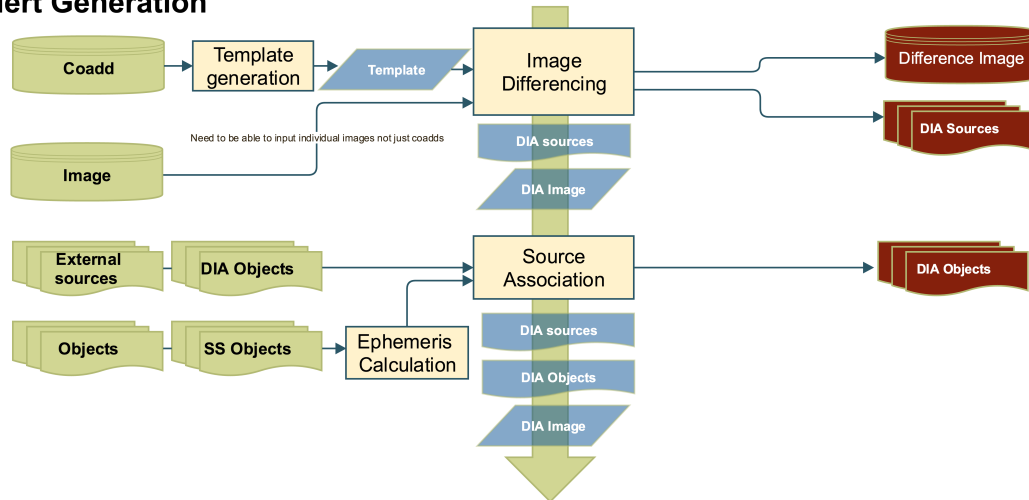 Generation
Coadd
Template
generation
Template
Image
Differencing
Difference Image
DIA Sources
Need to be able to input individual images not just coadds
DIA sources
Image
DIA Image
External
sources
DIA Objects
Source
Association
DIA Objects
Objects
SS Objects
Ephemeris
Calculation
DIA sources
DIA Objects
DIA Image